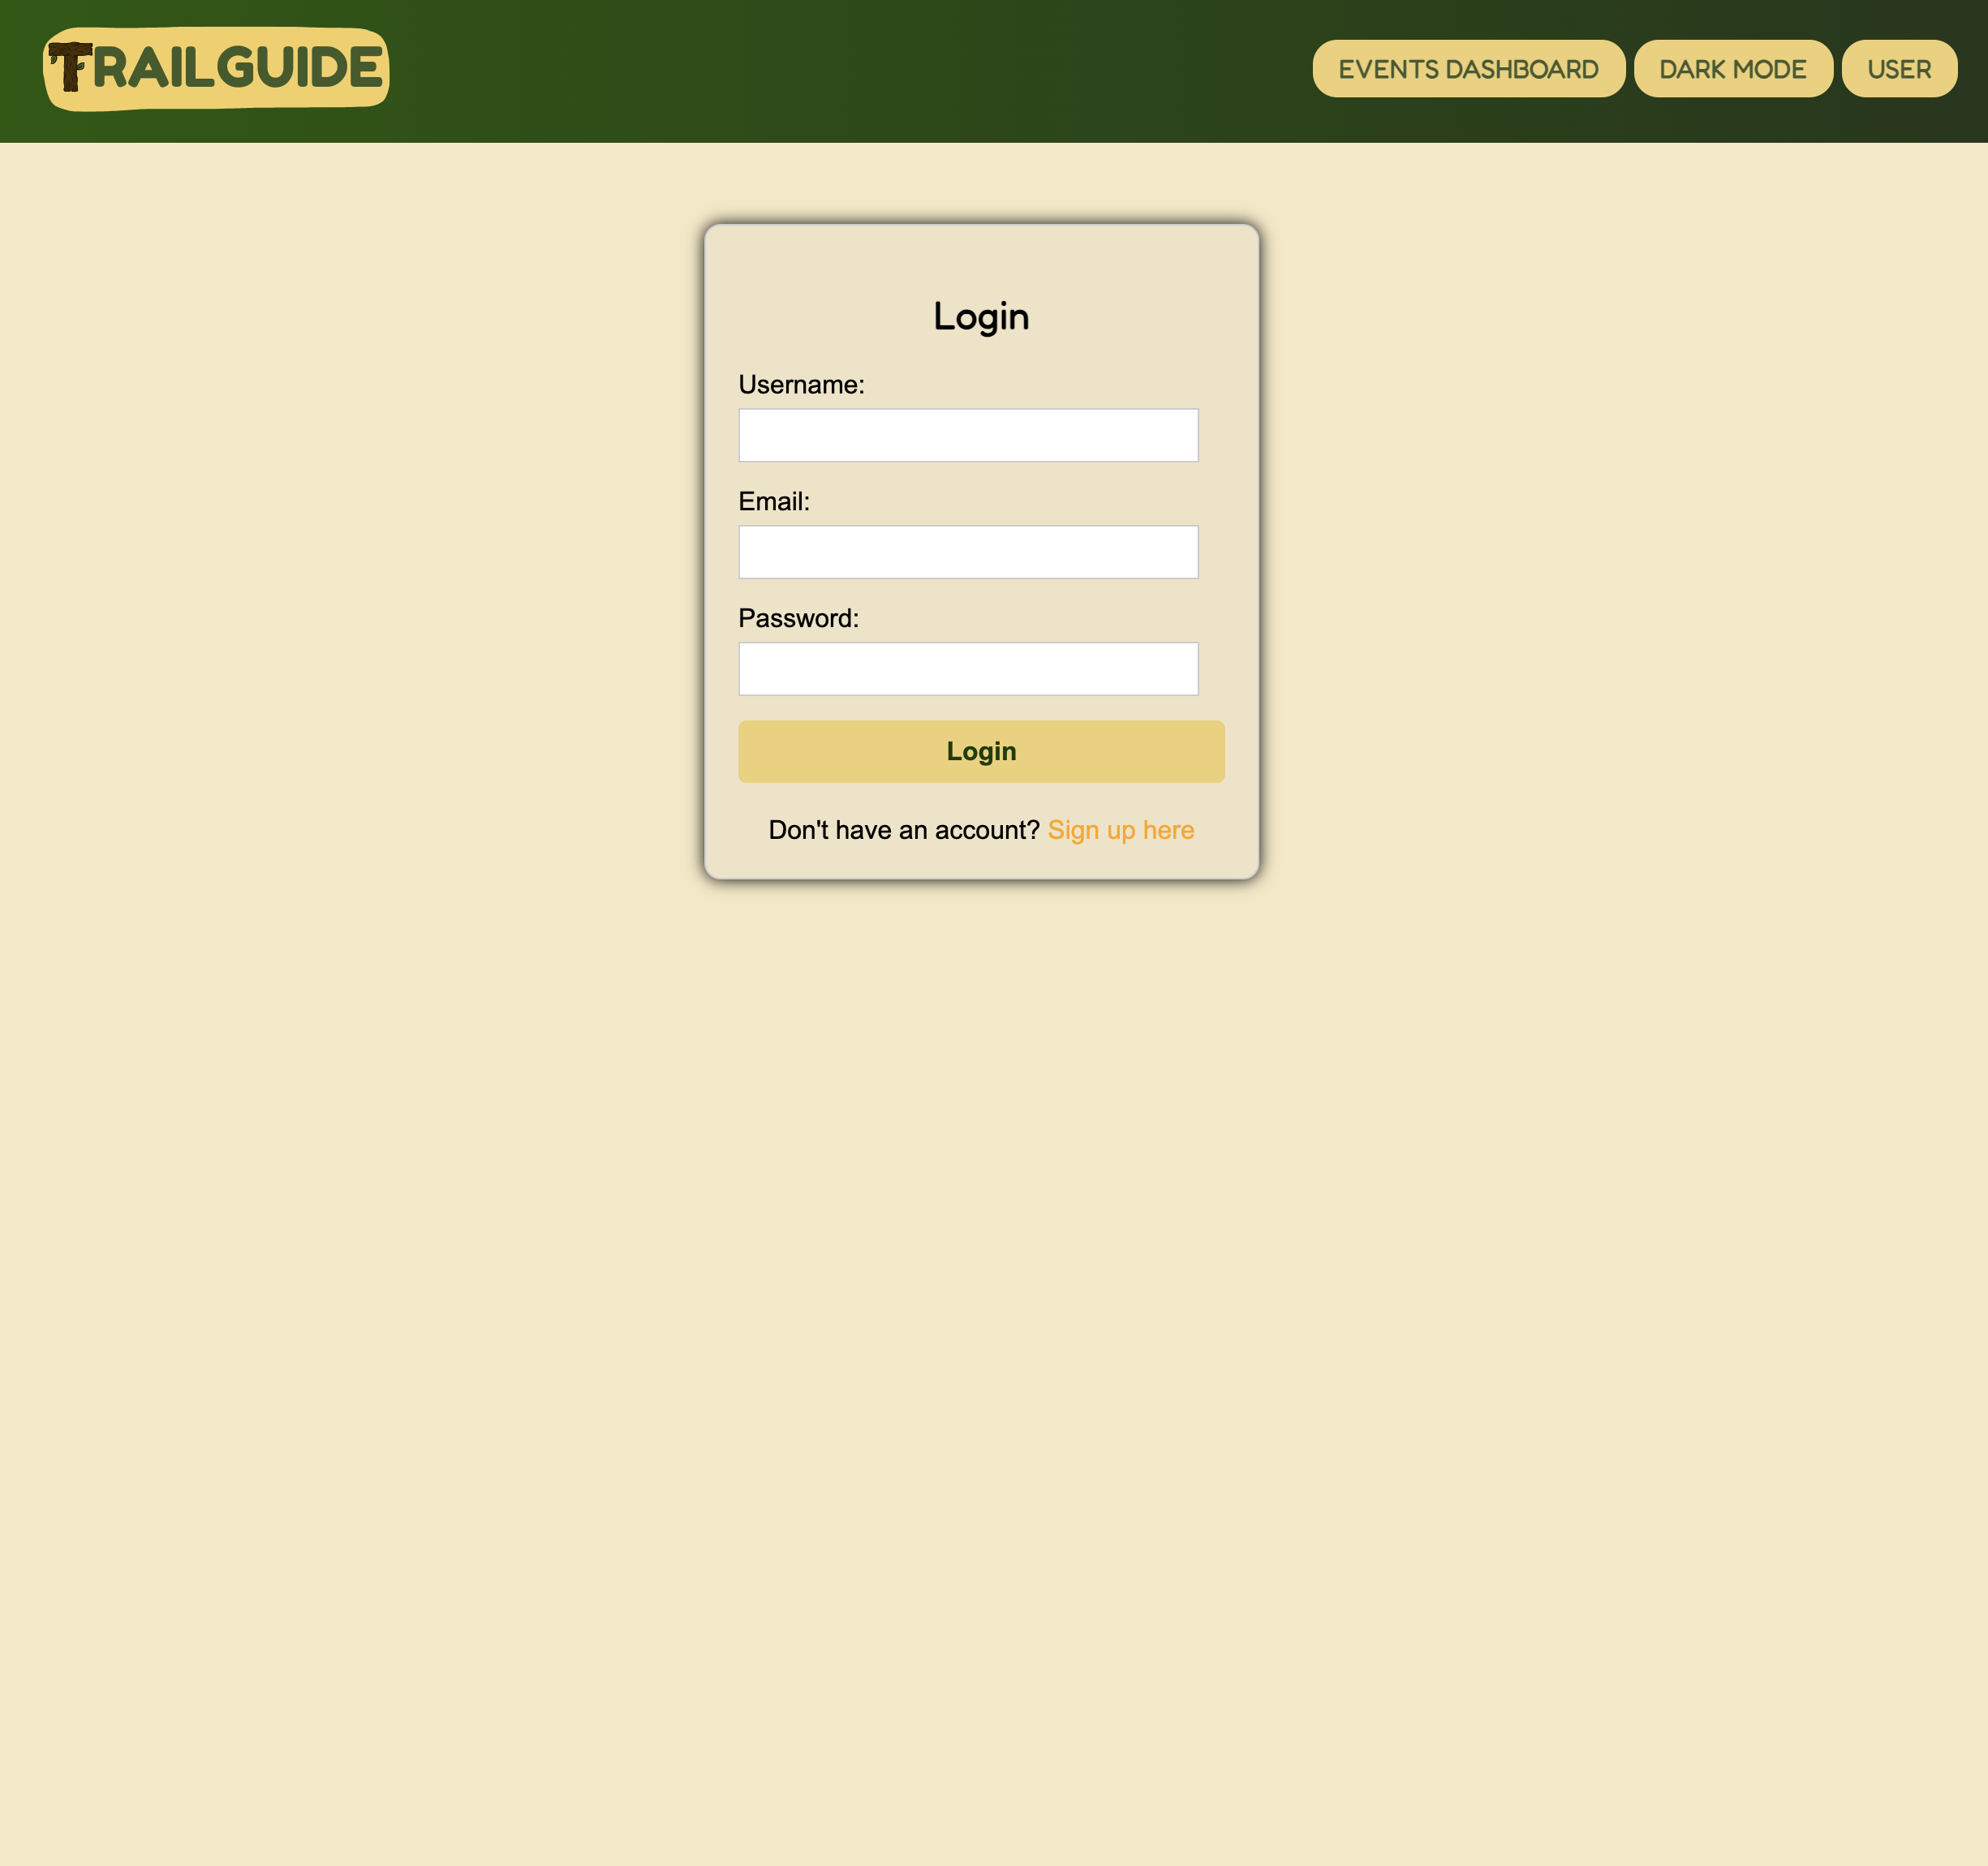 TRAILGUIDE
EVENTS DASHBOARD DARK MODE USER
Login
Username:
Email:
Password:
Login
Don't have an account? Sign up here